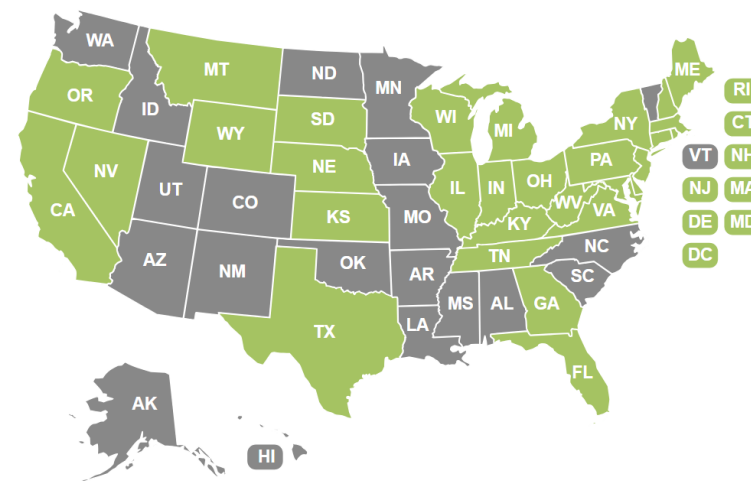 WA
MT
ND
MN
ME
OR
ID
SD
WI
MI
NY
RI
WY
CT
NE
IA
PA
VT
NH
NV
UT
CO
IL
IN
OH
WV
VA
NJ
MA
CA
KS
MO
KY
DE
MD
AZ
NM
OK
AR
TN
NC
DC
SC
MS
AL
GA
TX
LA
FL
AK
HI